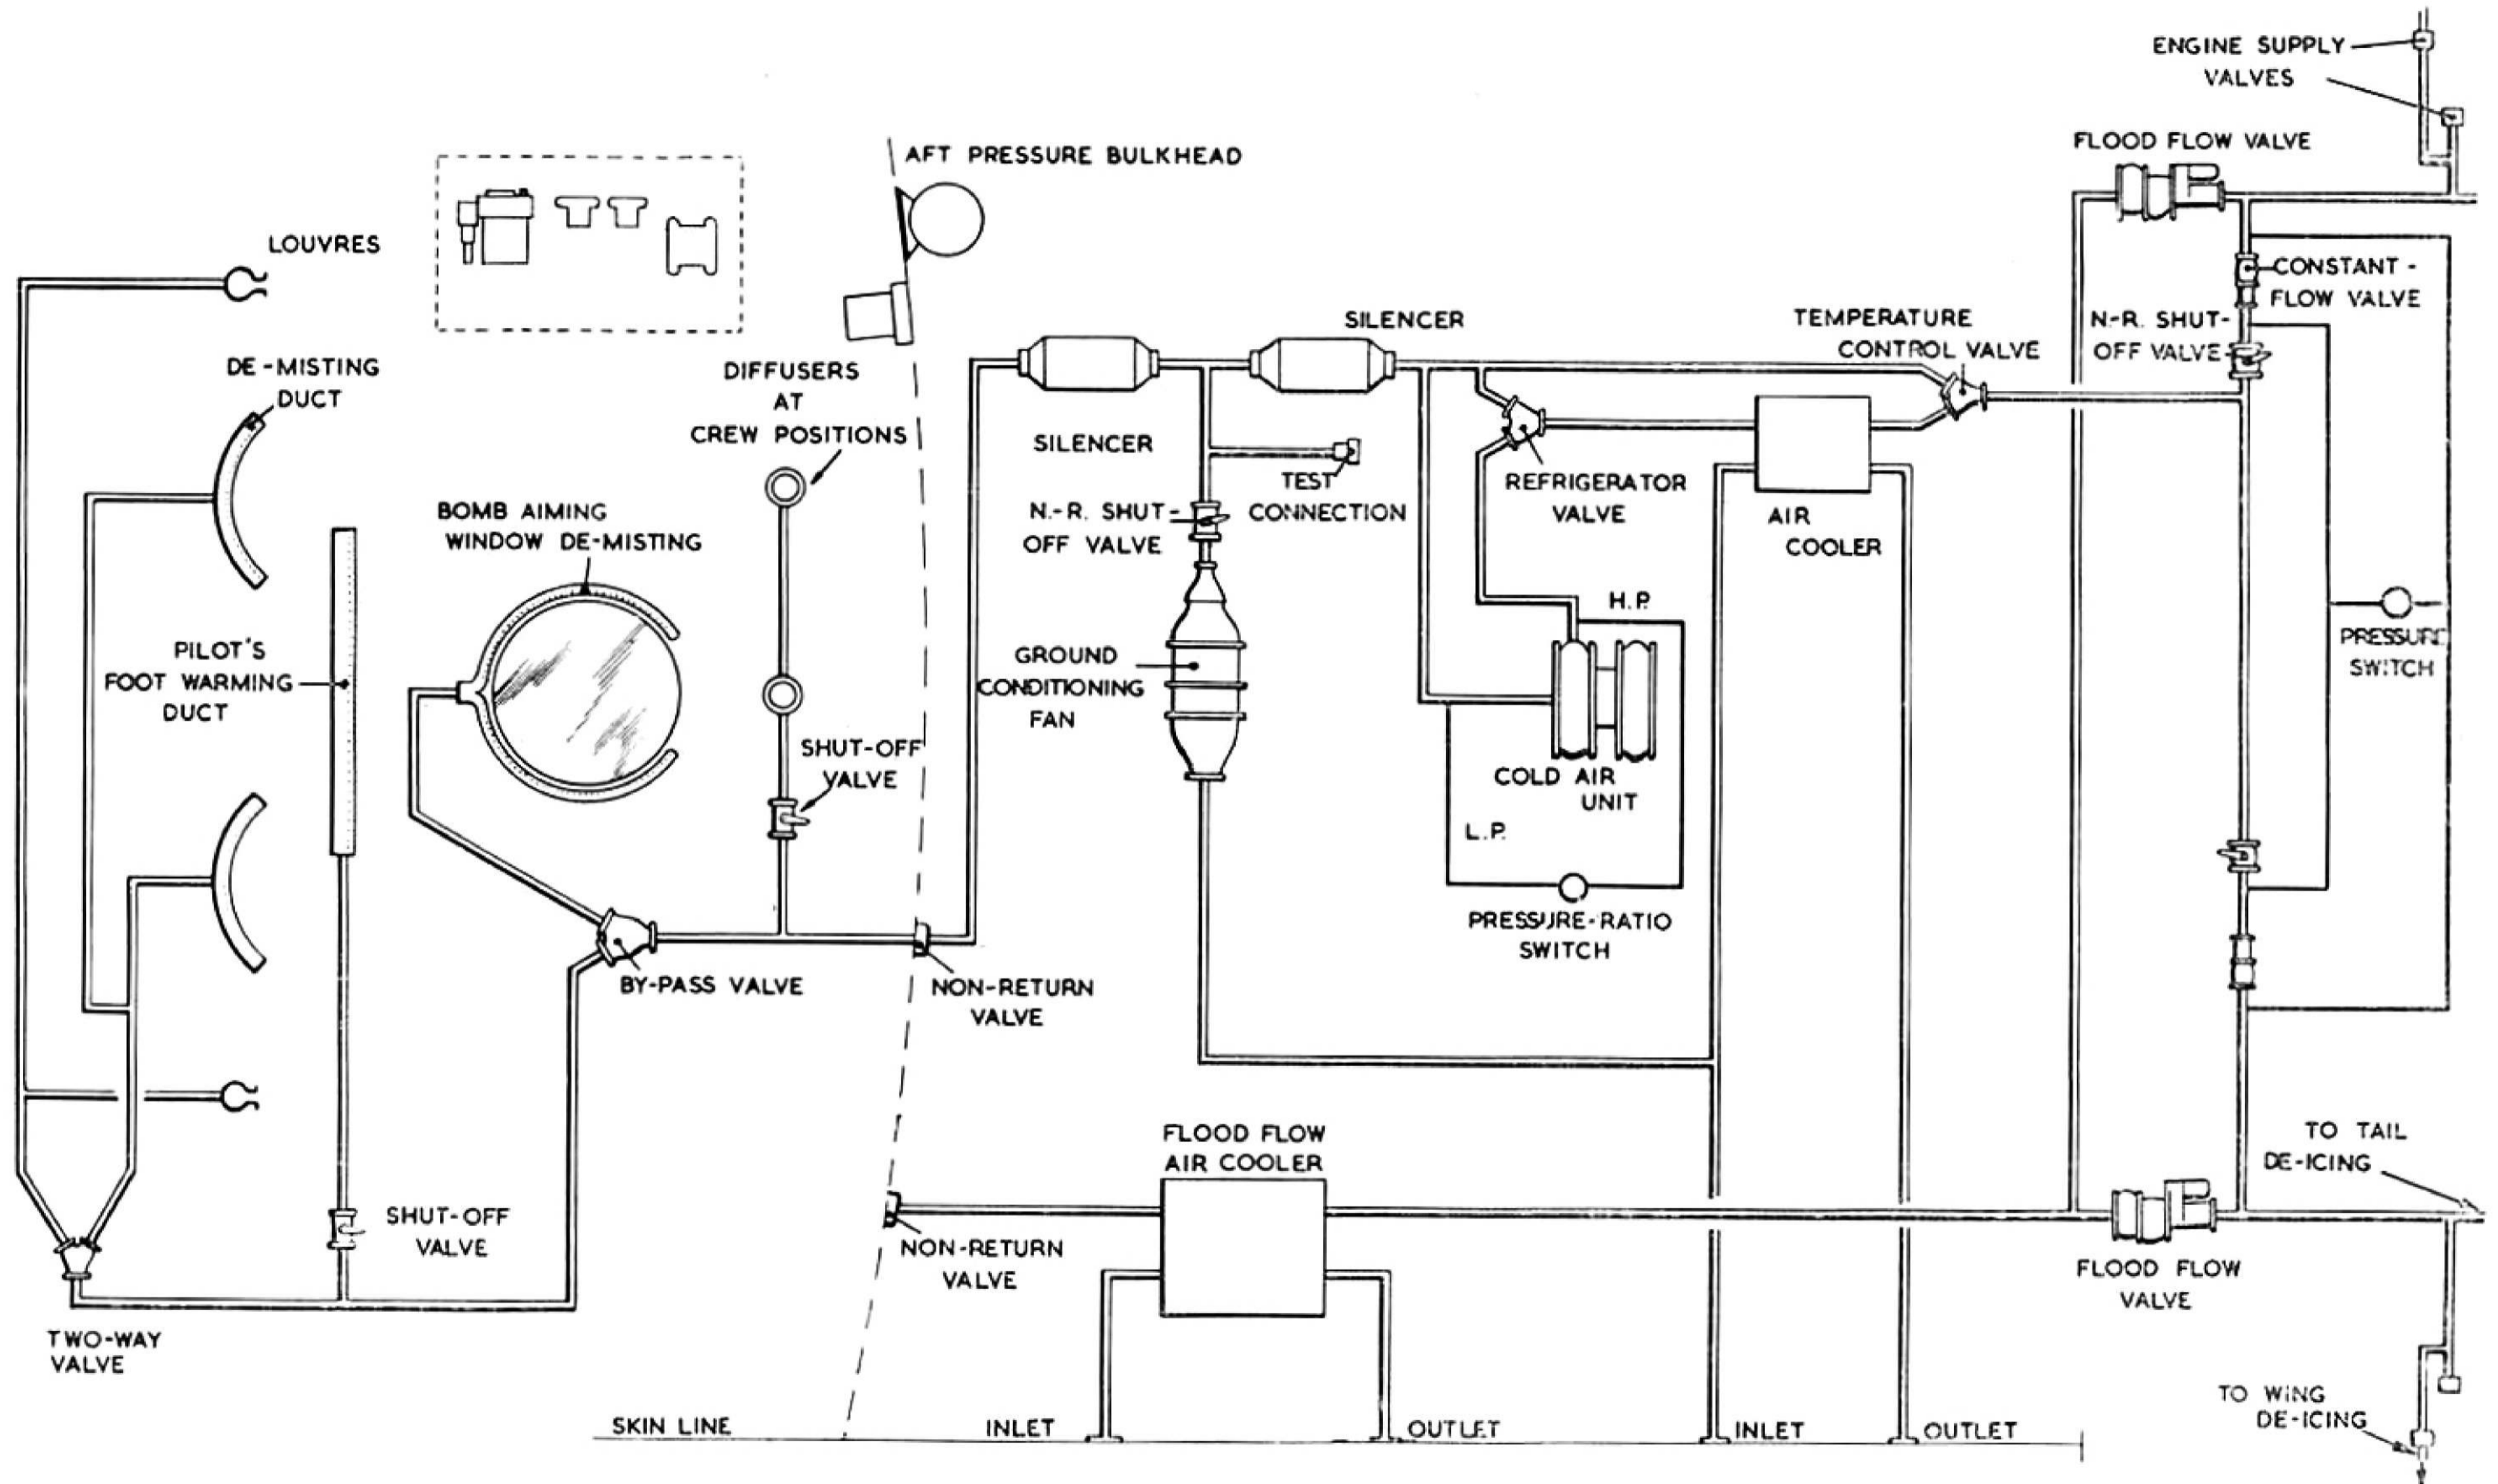 ENGINE SUPPLY
VALVES
FLOOD FLOW VALVE
AFT PRESSURE BULKHEAD
LOUVRES
CONSTANT-
FLOW VALVE
SILENCER
TEMPERATURE
CONTROL VALVE
N.-R. SHUT-
OFF VALVE
DE-MISTING
DUCT
DIFFUSERS
AT
CREW POSITIONS
SILENCER
TEST
CONNECTION
REFRIGERATOR
VALVE
BOMB AIMING
WINDOW DE-MISTING
N.-R. SHUT-
OFF VALVE
AIR
COOLER
H.P.
PILOT'S
FOOT WARMING
DUCT
GROUND
CONDITIONING
FAN
PRESSURE
SWITCH
SHUT-OFF
VALVE
COLD AIR
UNIT
L.P.
PRESSURE-RATIO
SWITCH
BY-PASS VALVE
NON-RETURN
VALVE
FLOOD FLOW
AIR COOLER
TO TAIL
DE-ICING
SHUT-OFF
VALVE
NON-RETURN
VALVE
FLOOD FLOW
VALVE
TWO-WAY
VALVE
TO WING
DE-ICING
SKIN LINE
INLET
OUTLET
INLET
OUTLET